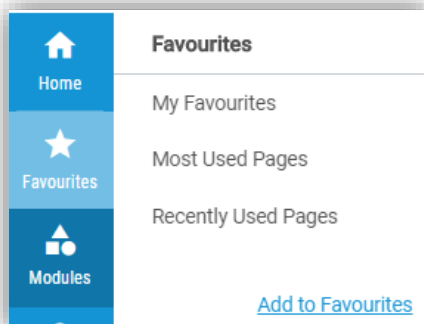 Home
Favourites
Modules
Favourites
My Favourites
Most Used Pages
Recently Used Pages
Add to Favourites